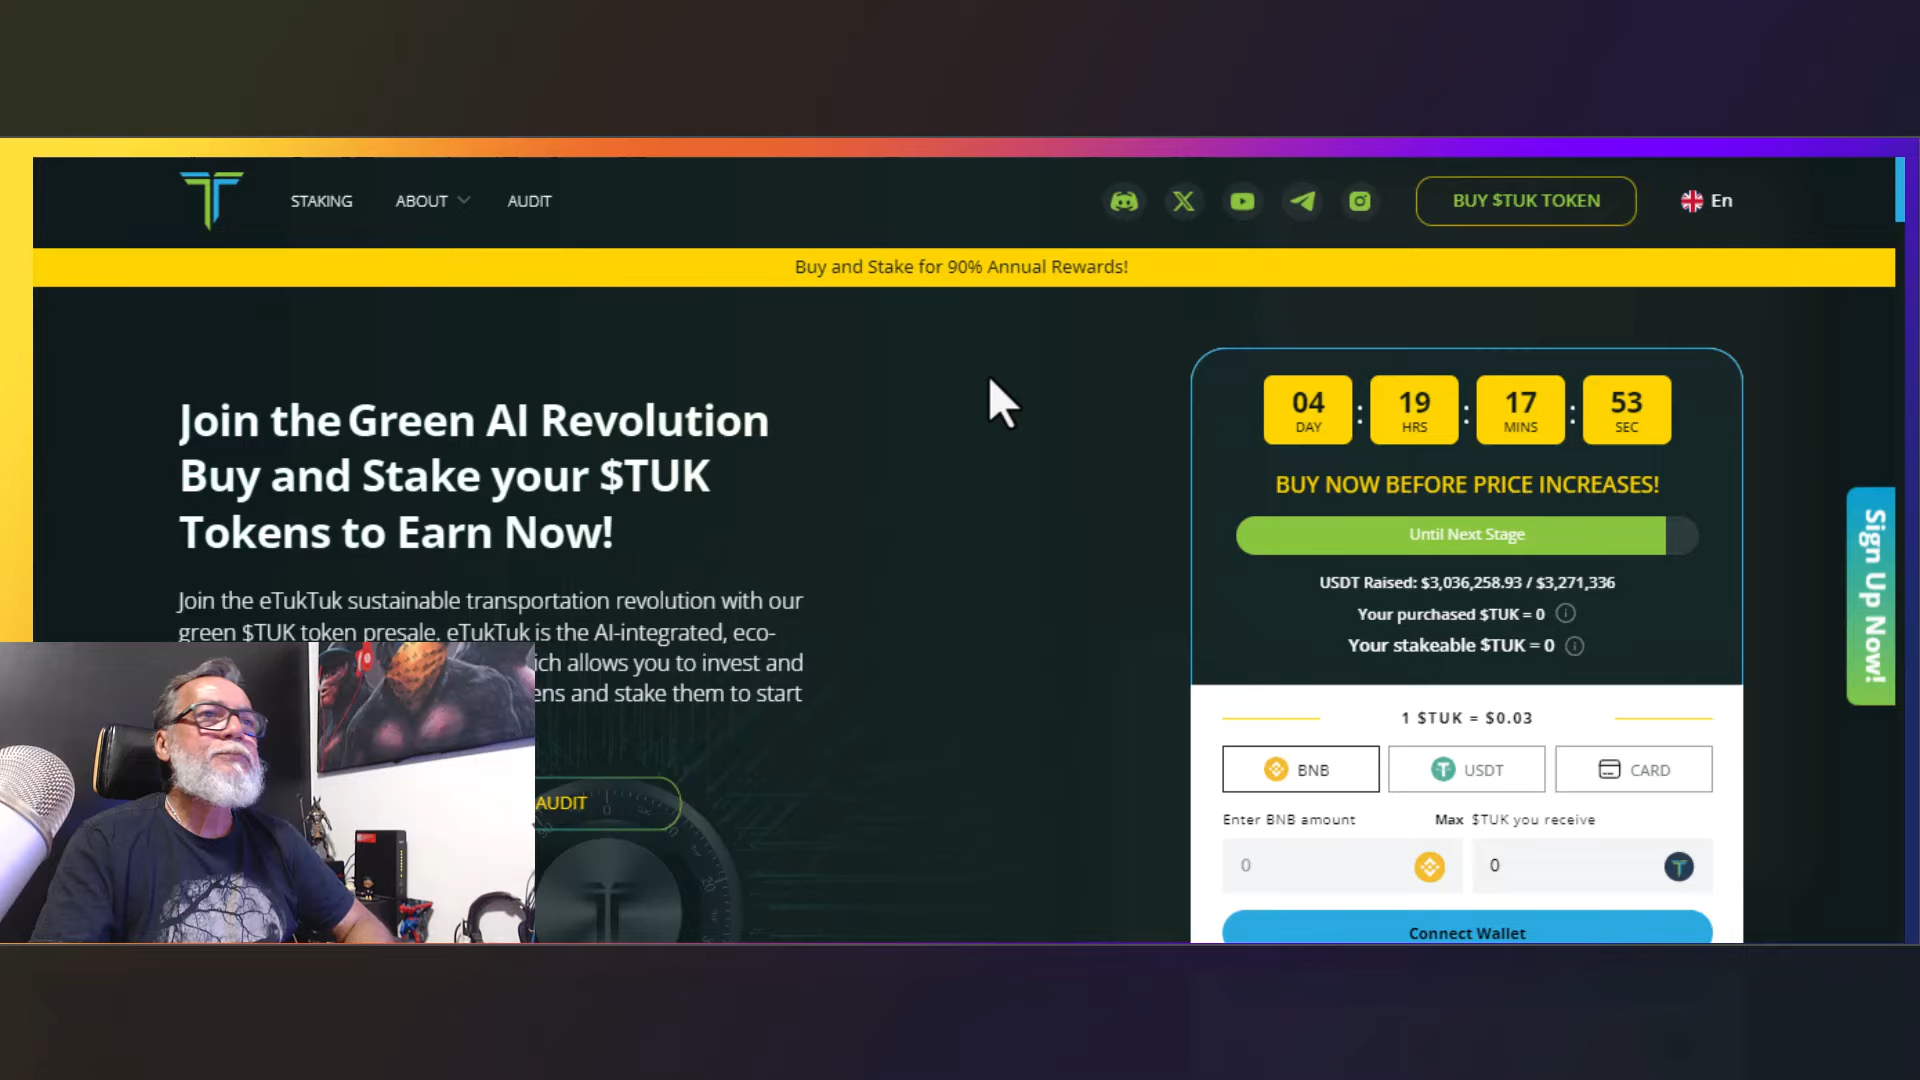 STAKING ABOUT AUDIT BUY $TUK TOKEN En
Buy and Stake for 90% Annual Rewards!
Join the Green AI Revolution
Buy and Stake your $TUK
Tokens to Earn Now!
Join the eTukTuk sustainable transportation revolution with our
green $TUK token presale. eTukTuk is the AI-integrated, eco-
ich allows you to invest and
ens and stake them to start
AUDIT
04 : 19 : 17 : 53
DAY HRS MINS SEC
BUY NOW BEFORE PRICE INCREASES!
Until Next Stage
USDT Raised: $3,036,258.93 / $3,271,336
Your purchased $TUK = 0
Your stakeable $TUK = 0
1 $TUK = $0.03
BNB USDT CARD
Enter BNB amount Max $TUK you receive
0 0
Connect Wallet
Sign Up Now!